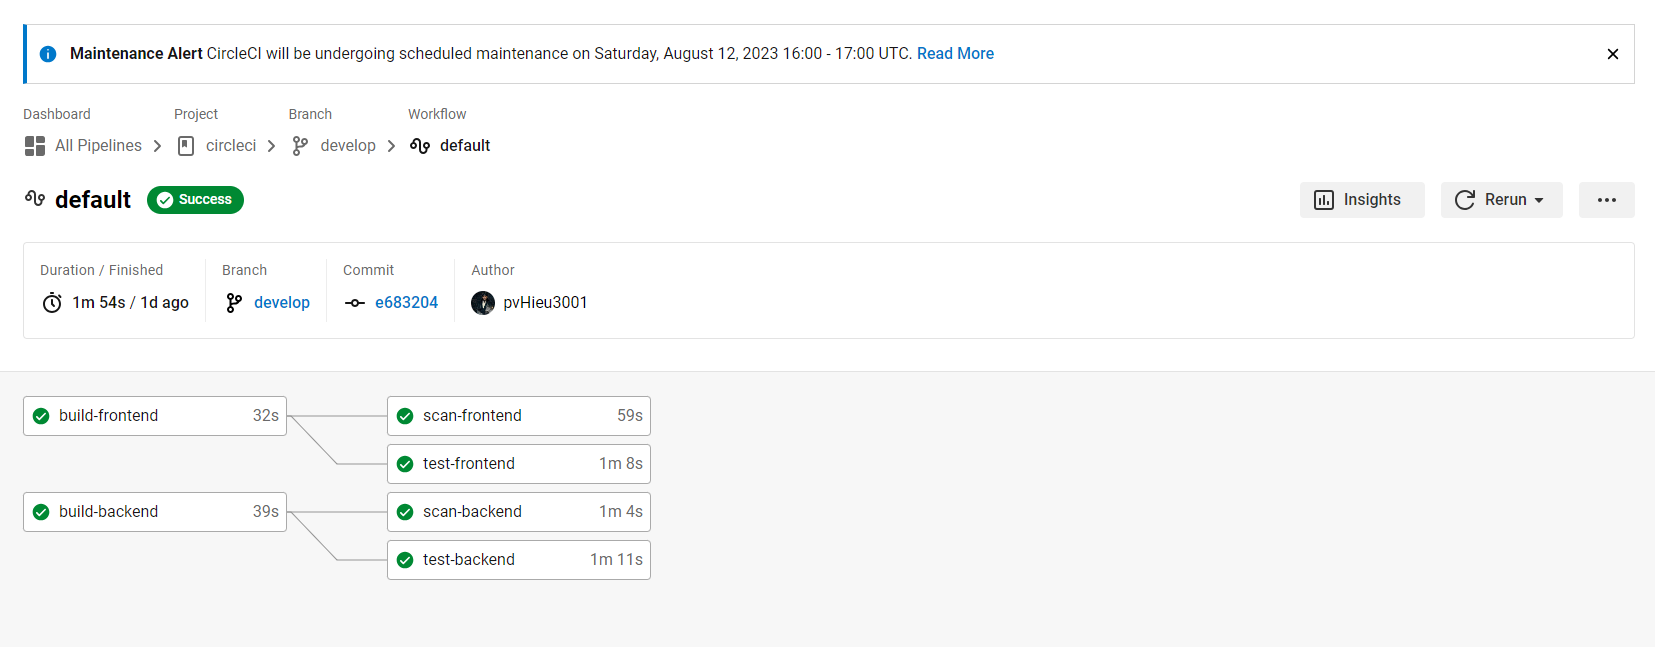 Maintenance Alert CircleCI will be undergoing scheduled maintenance on Saturday, August 12, 2023 16:00 - 17:00 UTC. Read More
Dashboard Project Branch Workflow
All Pipelines circleci develop default
default Success Insights Rerun
Duration / Finished Branch Commit Author
1m 54s / 1d ago develop e683204 pvHieu3001
build-frontend 32s scan-frontend 59s
test-frontend 1m 8s
build-backend 39s scan-backend 1m 4s
test-backend 1m 11s